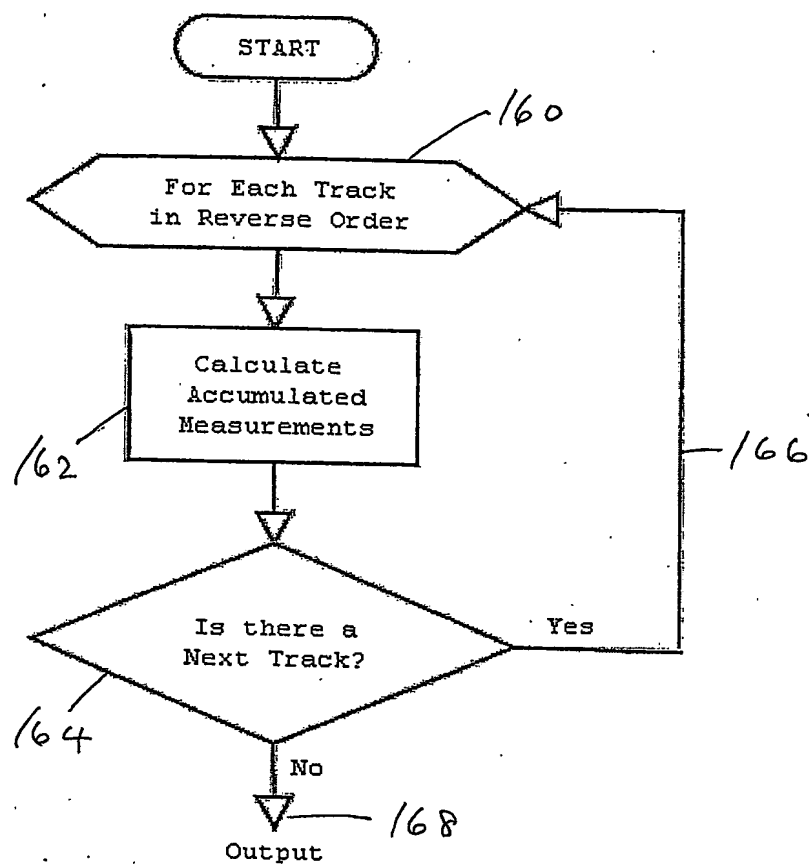 START
160
For Each Track
in Reverse Order
Calculate
Accumulated
Measurements
162
166
Is there a
Next Track?
Yes
164
No
168
Output